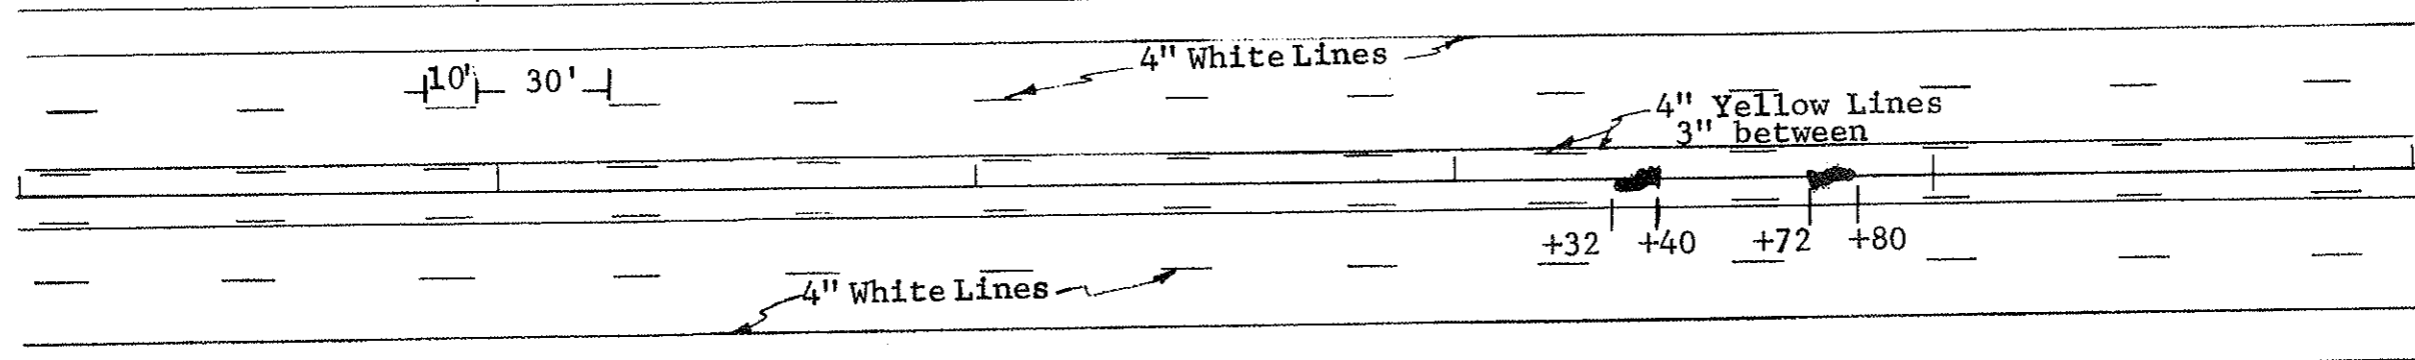 4" White Lines
10' 30'
4" Yellow Lines
3" between
+32 +40 +72 +80
4" White Lines